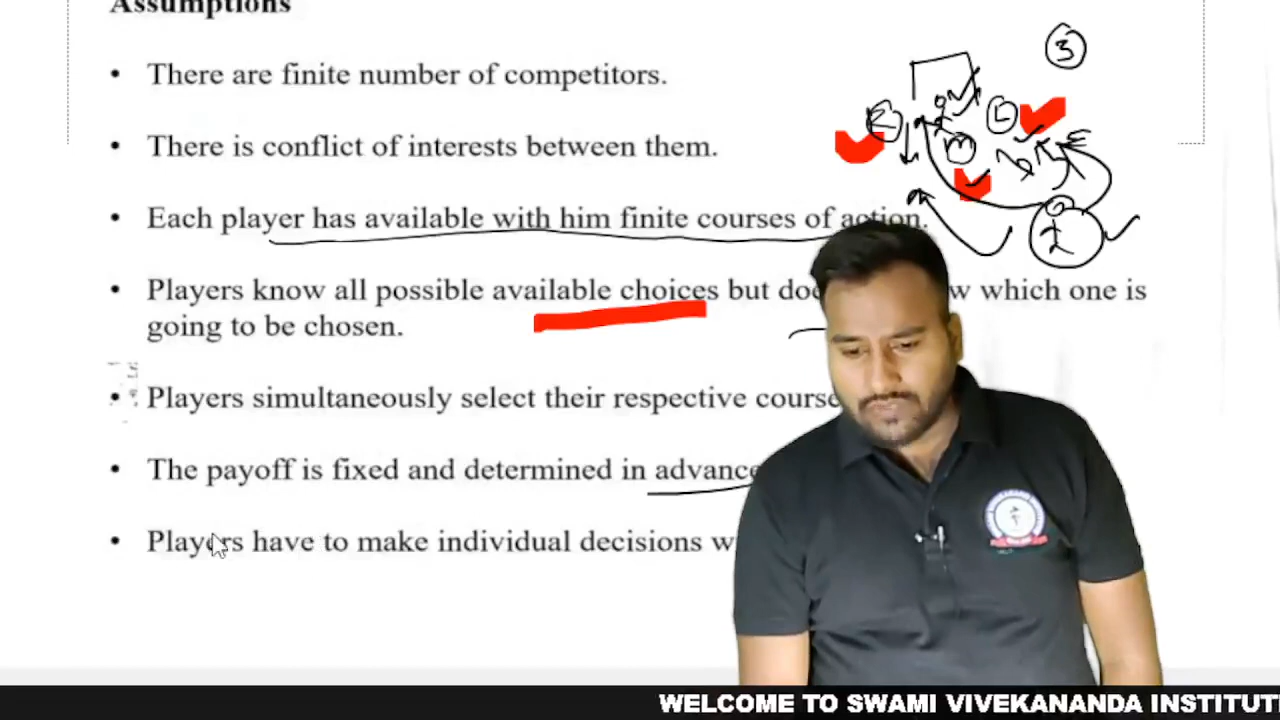 Assumptions
• There are finite number of competitors.
• There is conflict of interests between them.
• Each player has available with him finite courses of action.
• Players know all possible available choices but which one is
going to be chosen.
• Players simultaneously select their respective
• The payoff is fixed and determined in advance
• Players have to make individual decisions
3
WELCOME TO SWAMI VIVEKANANDA